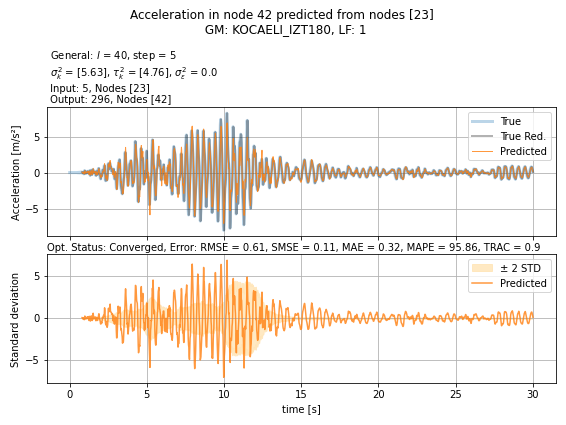 Acceleration in node 42 predicted from nodes [23]
GM: KOCAELI_IZT180, LF: 1
General: l = 40, step = 5
σ²ₖ = [5.63], τ²ₖ = [4.76], σ²ε = 0.0
Input: 5, Nodes [23]
Output: 296, Nodes [42]
Acceleration [m/s²]
5
0
−5
True
True Red.
Predicted
Opt. Status: Converged, Error: RMSE = 0.61, SMSE = 0.11, MAE = 0.32, MAPE = 95.86, TRAC = 0.9
Standard deviation
5
0
−5
± 2 STD
Predicted
0 5 10 15 20 25 30
time [s]